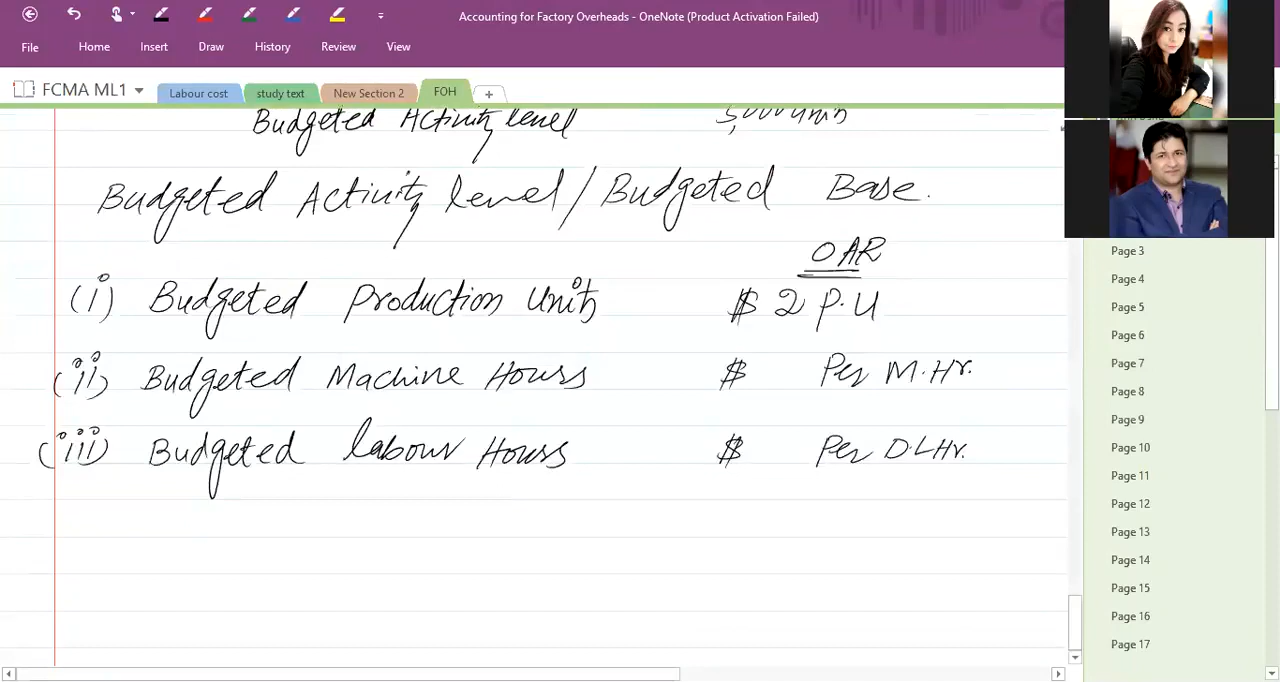 Accounting for Factory Overheads - OneNote (Product Activation Failed)
File Home Insert Draw History Review View
FCMA ML1 Labour cost study text New Section 2 FOH
Budgeted Activity level 5,000 units
Budgeted Activity level / Budgeted Base.
OAR
(i) Budgeted Production Units $ 2 P.U
(ii) Budgeted Machine Hours $ Per M.Hr.
(iii) Budgeted labour Hours $ Per D.L Hr.
Page 3
Page 4
Page 5
Page 6
Page 7
Page 8
Page 9
Page 10
Page 11
Page 12
Page 13
Page 14
Page 15
Page 16
Page 17